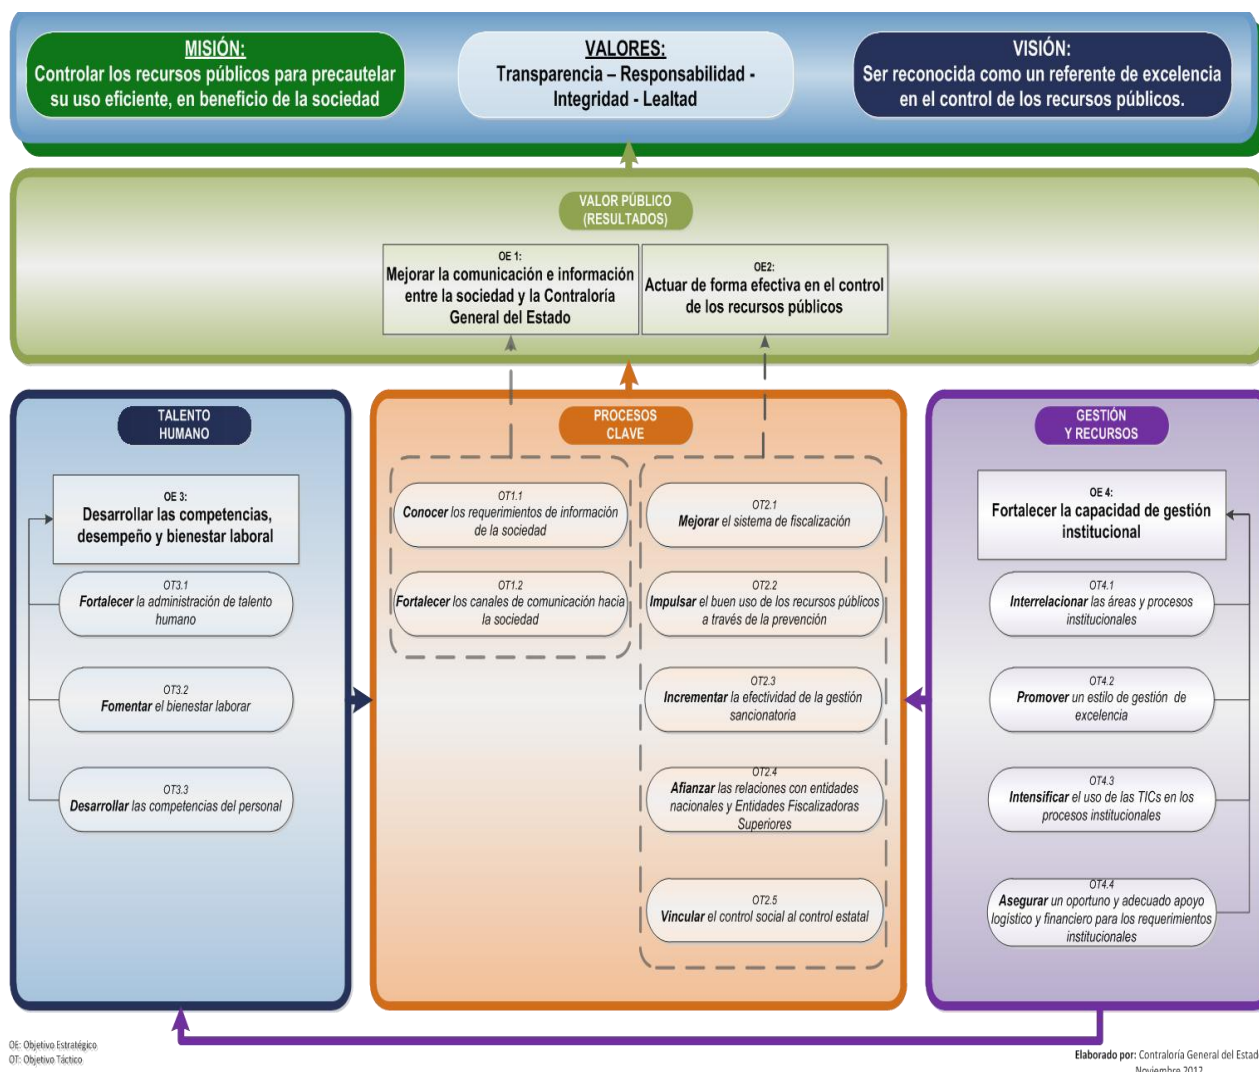 MISIÓN:
Controlar los recursos públicos para precautelar
su uso eficiente, en beneficio de la sociedad
VALORES:
Transparencia – Responsabilidad -
Integridad - Lealtad
VISIÓN:
Ser reconocida como un referente de excelencia
en el control de los recursos públicos.
VALOR PÚBLICO
(RESULTADOS)
OE 1:
Mejorar la comunicación e información
entre la sociedad y la Contraloría
General del Estado
OE2:
Actuar de forma efectiva en el control
de los recursos públicos
TALENTO
HUMANO
OE 3:
Desarrollar las competencias,
desempeño y bienestar laboral
OT3.1
Fortalecer la administración de talento
humano
OT3.2
Fomentar el bienestar laborar
OT3.3
Desarrollar las competencias del personal
PROCESOS
CLAVE
OT1.1
Conocer los requerimientos de información
de la sociedad
OT1.2
Fortalecer los canales de comunicación hacia
la sociedad
OT2.1
Mejorar el sistema de fiscalización
OT2.2
Impulsar el buen uso de los recursos públicos
a través de la prevención
OT2.3
Incrementar la efectividad de la gestión
sancionatoria
OT2.4
Afianzar las relaciones con entidades
nacionales y Entidades Fiscalizadoras
Superiores
OT2.5
Vincular el control social al control estatal
GESTIÓN
Y RECURSOS
OE 4:
Fortalecer la capacidad de gestión
institucional
OT4.1
Interrelacionar las áreas y procesos
institucionales
OT4.2
Promover un estilo de gestión de
excelencia
OT4.3
Intensificar el uso de las TICs en los
procesos institucionales
OT4.4
Asegurar un oportuno y adecuado apoyo
logístico y financiero para los requerimientos
institucionales
OE: Objetivo Estratégico
OT: Objetivo Táctico
Elaborado por: Contraloría General del Estad
Noviembre 2012